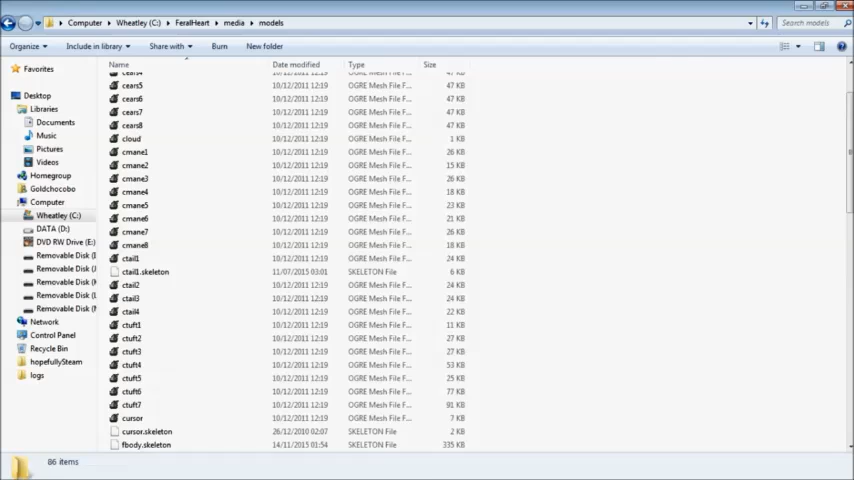 Computer Wheatley (C:) FeralHeart media models Search models
Organize Include in library Share with Burn New folder
Favorites Name Date modified Type Size
cears4 10/12/2011 12:19 OGRE Mesh File F... 47 KB
cears5 10/12/2011 12:19 OGRE Mesh File F... 47 KB
Desktop cears6 10/12/2011 12:19 OGRE Mesh File F... 47 KB
Libraries cears7 10/12/2011 12:19 OGRE Mesh File F... 47 KB
Documents cears8 10/12/2011 12:19 OGRE Mesh File F... 47 KB
Music cloud 10/12/2011 12:19 OGRE Mesh File F... 1 KB
Pictures cmane1 10/12/2011 12:19 OGRE Mesh File F... 26 KB
Videos cmane2 10/12/2011 12:19 OGRE Mesh File F... 15 KB
Homegroup cmane3 10/12/2011 12:19 OGRE Mesh File F... 26 KB
Goldchocobo cmane4 10/12/2011 12:19 OGRE Mesh File F... 18 KB
Computer cmane5 10/12/2011 12:19 OGRE Mesh File F... 23 KB
Wheatley (C:) cmane6 10/12/2011 12:19 OGRE Mesh File F... 21 KB
DATA (D:) cmane7 10/12/2011 12:19 OGRE Mesh File F... 26 KB
DVD RW Drive (E:) cmane8 10/12/2011 12:19 OGRE Mesh File F... 18 KB
Removable Disk ( ctail1 10/12/2011 12:19 OGRE Mesh File F... 24 KB
Removable Disk ( ctail1.skeleton 11/07/2015 03:01 SKELETON File 6 KB
Removable Disk ( ctail2 10/12/2011 12:19 OGRE Mesh File F... 24 KB
Removable Disk ( ctail3 10/12/2011 12:19 OGRE Mesh File F... 24 KB
Removable Disk ( ctail4 10/12/2011 12:19 OGRE Mesh File F... 22 KB
Network ctuft1 10/12/2011 12:19 OGRE Mesh File F... 11 KB
Control Panel ctuft2 10/12/2011 12:19 OGRE Mesh File F... 27 KB
Recycle Bin ctuft3 10/12/2011 12:19 OGRE Mesh File F... 27 KB
hopefullySteam ctuft4 10/12/2011 12:19 OGRE Mesh File F... 53 KB
logs ctuft5 10/12/2011 12:19 OGRE Mesh File F... 25 KB
ctuft6 10/12/2011 12:19 OGRE Mesh File F... 77 KB
ctuft7 10/12/2011 12:19 OGRE Mesh File F... 91 KB
cursor 10/12/2011 12:19 OGRE Mesh File F... 7 KB
cursor.skeleton 26/12/2010 02:07 SKELETON File 2 KB
fbody.skeleton 14/11/2015 01:54 SKELETON File 335 KB
86 items